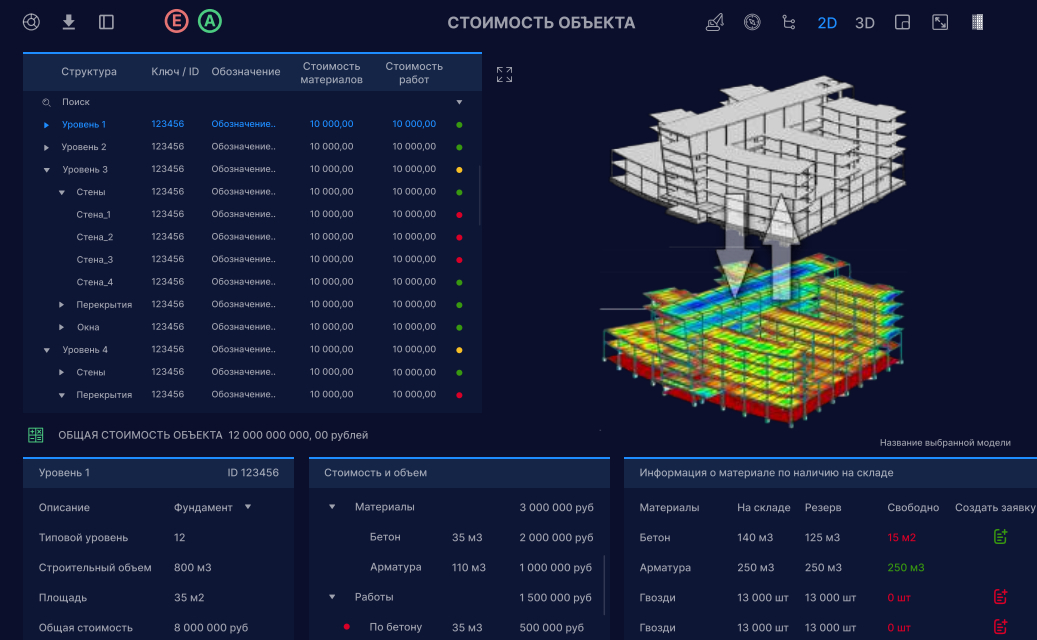 E A
СТОИМОСТЬ ОБЪЕКТА
2D 3D
Структура Ключ / ID Обозначение Стоимость материалов Стоимость работ
Поиск
Уровень 1 123456 Обозначение.. 10 000,00 10 000,00
Уровень 2 123456 Обозначение.. 10 000,00 10 000,00
Уровень 3 123456 Обозначение.. 10 000,00 10 000,00
Стены 123456 Обозначение.. 10 000,00 10 000,00
Стена_1 123456 Обозначение.. 10 000,00 10 000,00
Стена_2 123456 Обозначение.. 10 000,00 10 000,00
Стена_3 123456 Обозначение.. 10 000,00 10 000,00
Стена_4 123456 Обозначение.. 10 000,00 10 000,00
Перекрытия 123456 Обозначение.. 10 000,00 10 000,00
Окна 123456 Обозначение.. 10 000,00 10 000,00
Уровень 4 123456 Обозначение.. 10 000,00 10 000,00
Стены 123456 Обозначение.. 10 000,00 10 000,00
Перекрытия 123456 Обозначение.. 10 000,00 10 000,00
ОБЩАЯ СТОИМОСТЬ ОБЪЕКТА 12 000 000 000, 00 рублей
Название выбранной модели
Уровень 1 ID 123456
Описание Фундамент
Типовой уровень 12
Строительный объем 800 м3
Площадь 35 м2
Общая стоимость 8 000 000 руб
Стоимость и объем
Материалы 3 000 000 руб
Бетон 35 м3 2 000 000 руб
Арматура 110 м3 1 000 000 руб
Работы 1 500 000 руб
По бетону 35 м3 500 000 руб
Информация о материале по наличию на складе
Материалы На складе Резерв Свободно Создать заявку
Бетон 140 м3 125 м3 15 м2
Арматура 250 м3 250 м3 250 м3
Гвозди 13 000 шт 13 000 шт 0 шт
Гвозди 13 000 шт 13 000 шт 0 шт